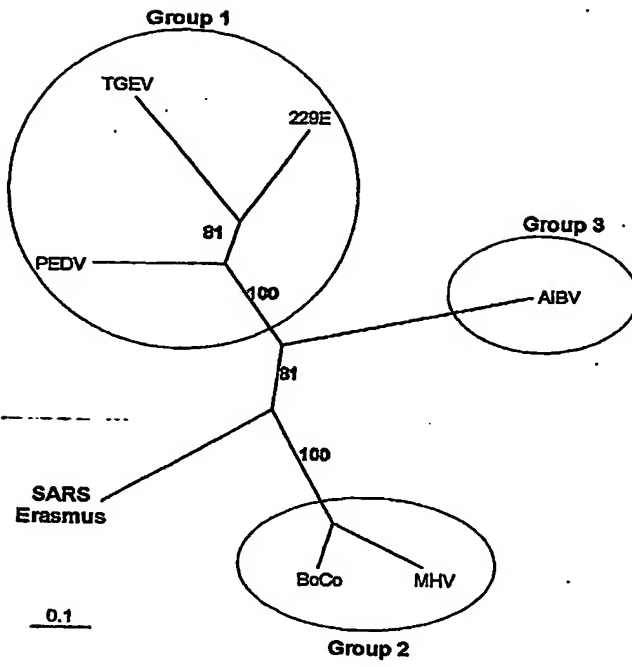 Group 1
TGEV
229E
81
Group 3
PEDV
100
AIBV
81
100
SARS
Erasmus
BoCo
MHV
0.1
Group 2